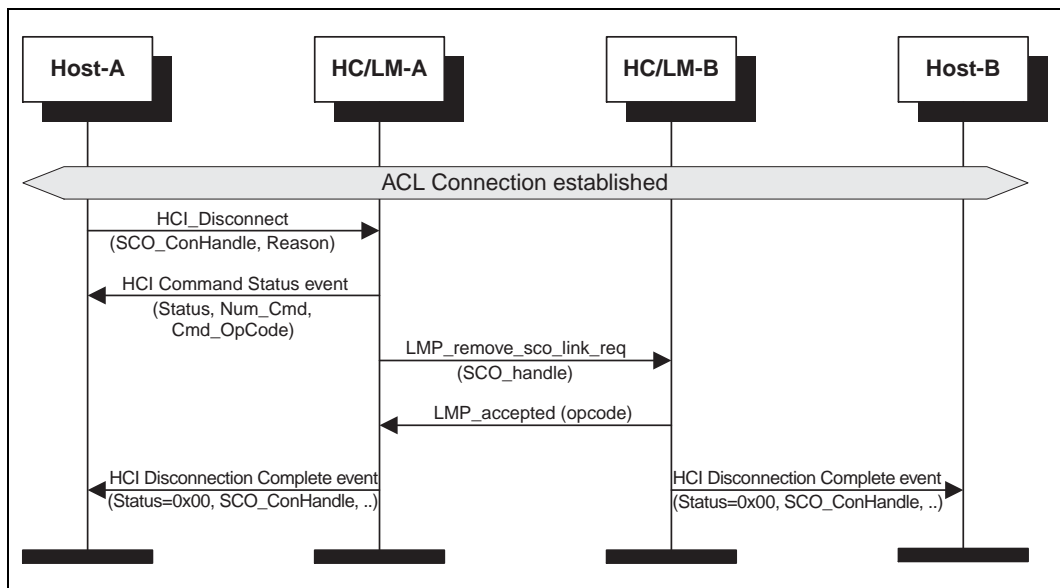 Host-A
HC/LM-A
HC/LM-B
Host-B
ACL Connection established
HCI_Disconnect
(SCO_ConHandle, Reason)
HCI Command Status event
(Status, Num_Cmd,
Cmd_OpCode)
LMP_remove_sco_link_req
(SCO_handle)
LMP_accepted (opcode)
HCI Disconnection Complete event
(Status=0x00, SCO_ConHandle, ..)
HCI Disconnection Complete event
(Status=0x00, SCO_ConHandle, ..)